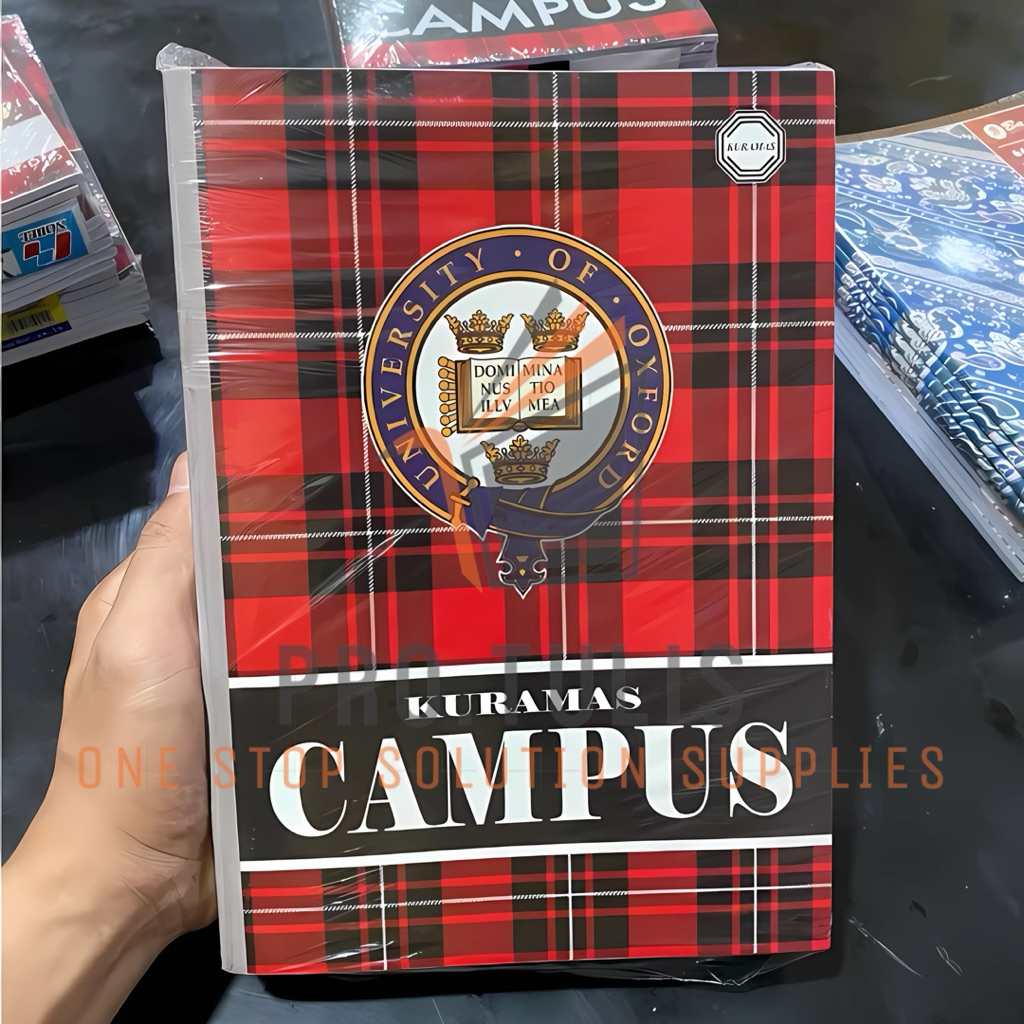 CAMPUS
KURAMAS
UNIVERSITY · OF · OXFORD
DOMI MINA
NUS TIO
ILLV MEA
PRO TULIS
KURAMAS
ONE STOP SOLUTION SUPPLIES
CAMPUS